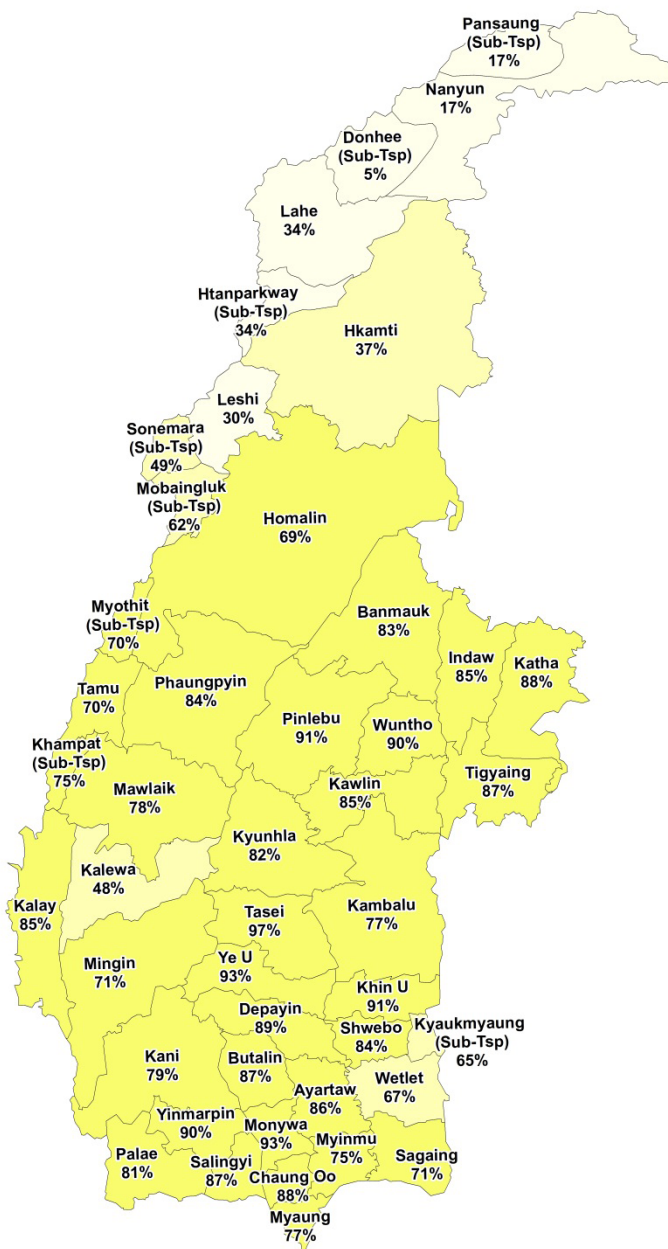 Pansaung
(Sub-Tsp)
17%
Nanyun
17%
Donhee
(Sub-Tsp)
5%
Lahe
34%
Htanparkway
(Sub-Tsp)
34%
Hkamti
37%
Leshi
30%
Sonemara
(Sub-Tsp)
49%
Mobaingluk
(Sub-Tsp)
62%
Homalin
69%
Myothit
(Sub-Tsp)
70%
Banmauk
83%
Indaw
85%
Katha
88%
Tamu
70%
Phaungpyin
84%
Pinlebu
91%
Wuntho
90%
Khampat
(Sub-Tsp)
75%
Mawlaik
78%
Kawlin
85%
Tigyaing
87%
Kyunhla
82%
Kalewa
48%
Kalay
85%
Tasei
97%
Kambalu
77%
Mingin
71%
Ye U
93%
Khin U
91%
Depayin
89%
Shwebo
84%
Kyaukmyaung
(Sub-Tsp)
65%
Kani
79%
Butalin
87%
Ayartaw
86%
Wetlet
67%
Yinmarpin
90%
Monywa
93%
Myinmu
75%
Palae
81%
Salingyi
87%
Chaung Oo
88%
Sagaing
71%
Myaung
77%